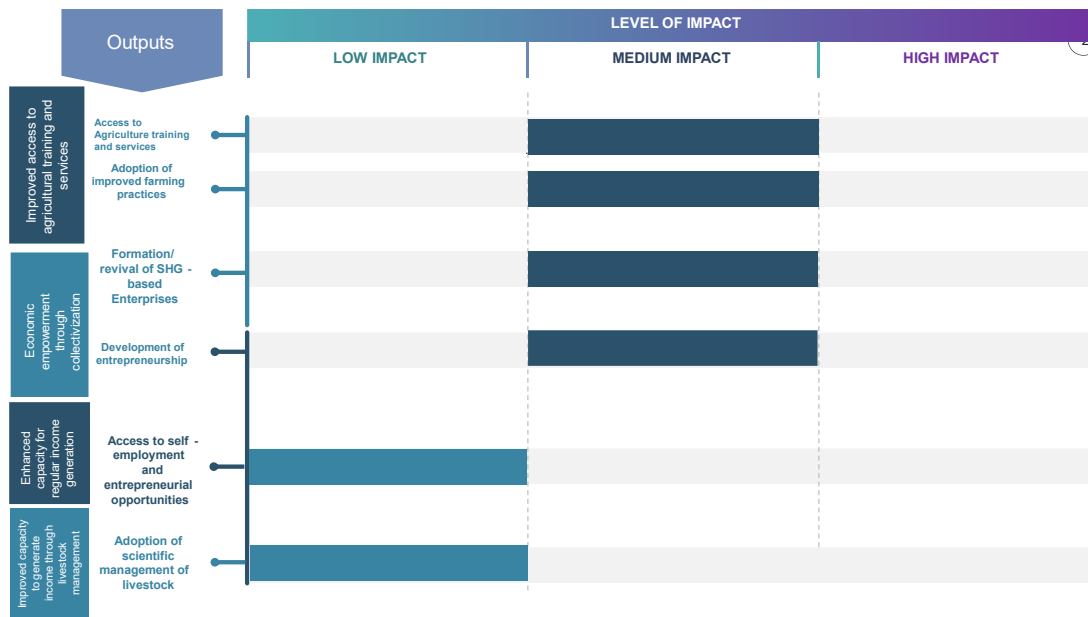 Outputs
LEVEL OF IMPACT
LOW IMPACT
MEDIUM IMPACT
HIGH IMPACT
Improved access to
agricultural training and
services
Access to
Agriculture training
and services
Adoption of
improved farming
practices
Economic
empowerment
through
collectivization
Formation/
revival of SHG -
based
Enterprises
Development of
entrepreneurship
Enhanced
capacity for
regular income
generation
Access to self -
employment
and
entrepreneurial
opportunities
Improved capacity
to generate
income through
livestock
management
Adoption of
scientific
management of
livestock